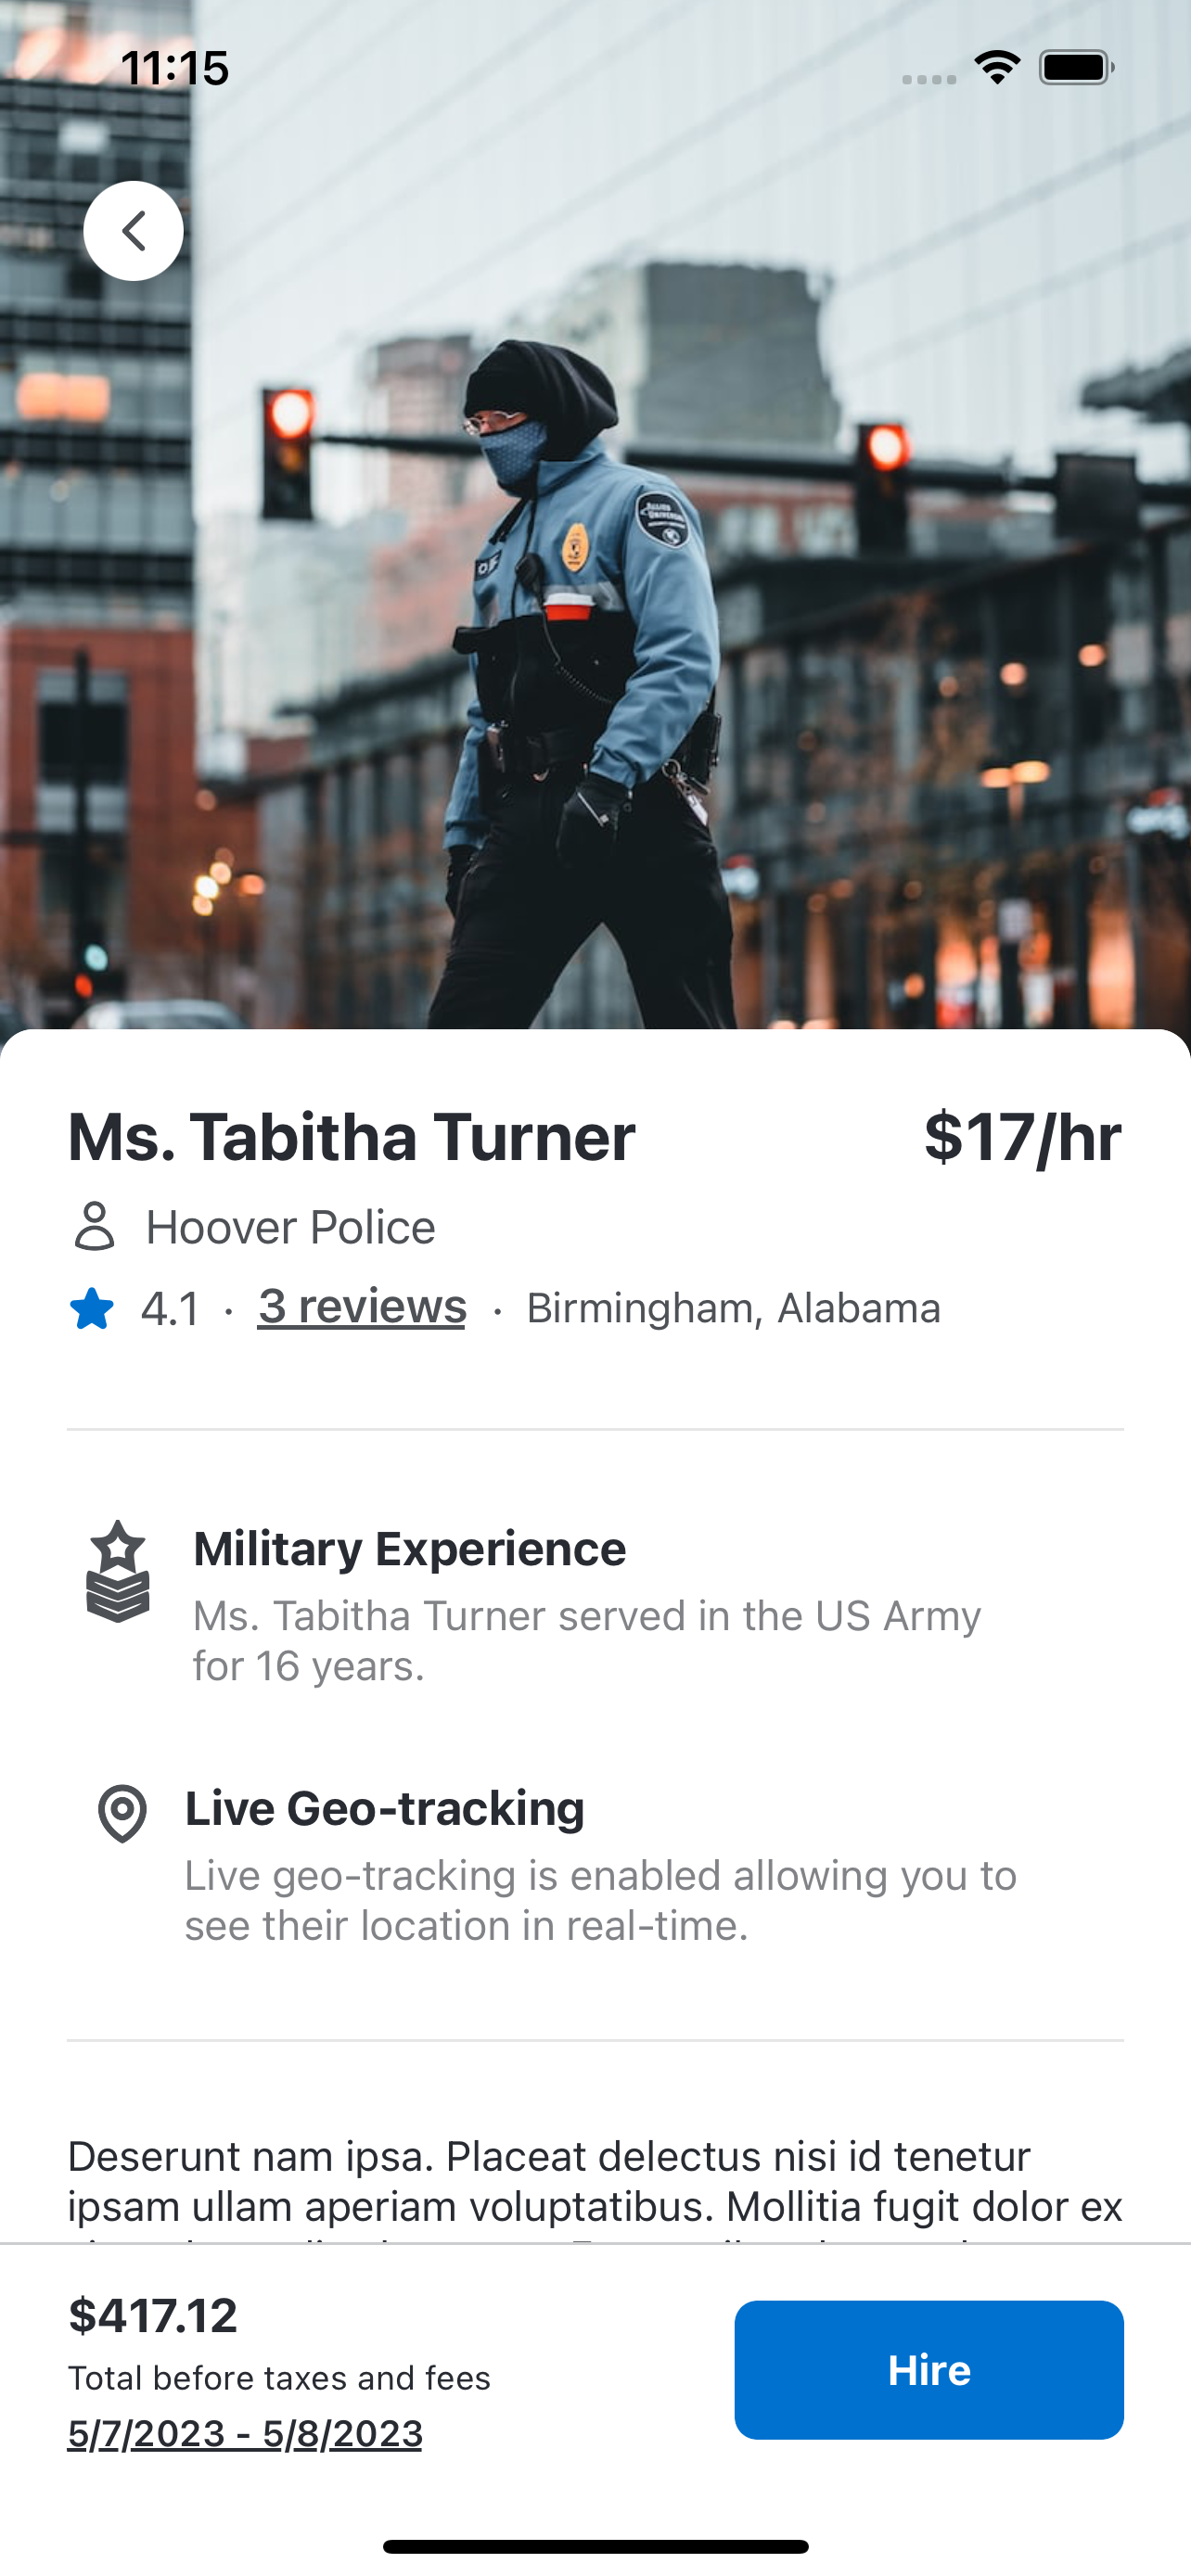 11:15
ALLIED
UNIVERSAL
Ms. Tabitha Turner
$17/hr
Hoover Police
4.1 · 3 reviews · Birmingham, Alabama
Military Experience
Ms. Tabitha Turner served in the US Army
for 16 years.
Live Geo-tracking
Live geo-tracking is enabled allowing you to
see their location in real-time.
Deserunt nam ipsa. Placeat delectus nisi id tenetur
ipsam ullam aperiam voluptatibus. Mollitia fugit dolor ex
$417.12
Total before taxes and fees
5/7/2023 - 5/8/2023
Hire